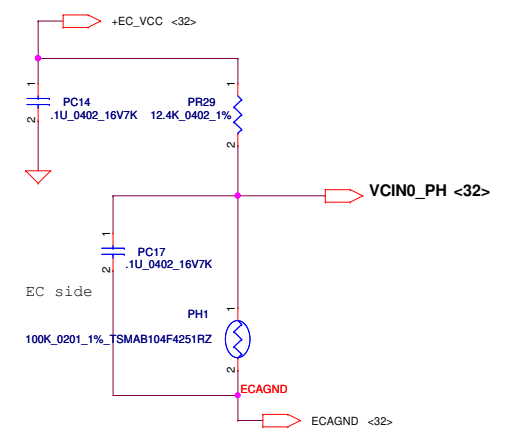 +EC_VCC <32>
1
1
PC14
.1U_0402_16V7K
PR29
12.4K_0402_1%
2
2
VCIN0_PH <32>
1
PC17
.1U_0402_16V7K
2
EC side
1
PH1
100K_0201_1%_TSMAB104F4251RZ
2
ECAGND
ECAGND <32>